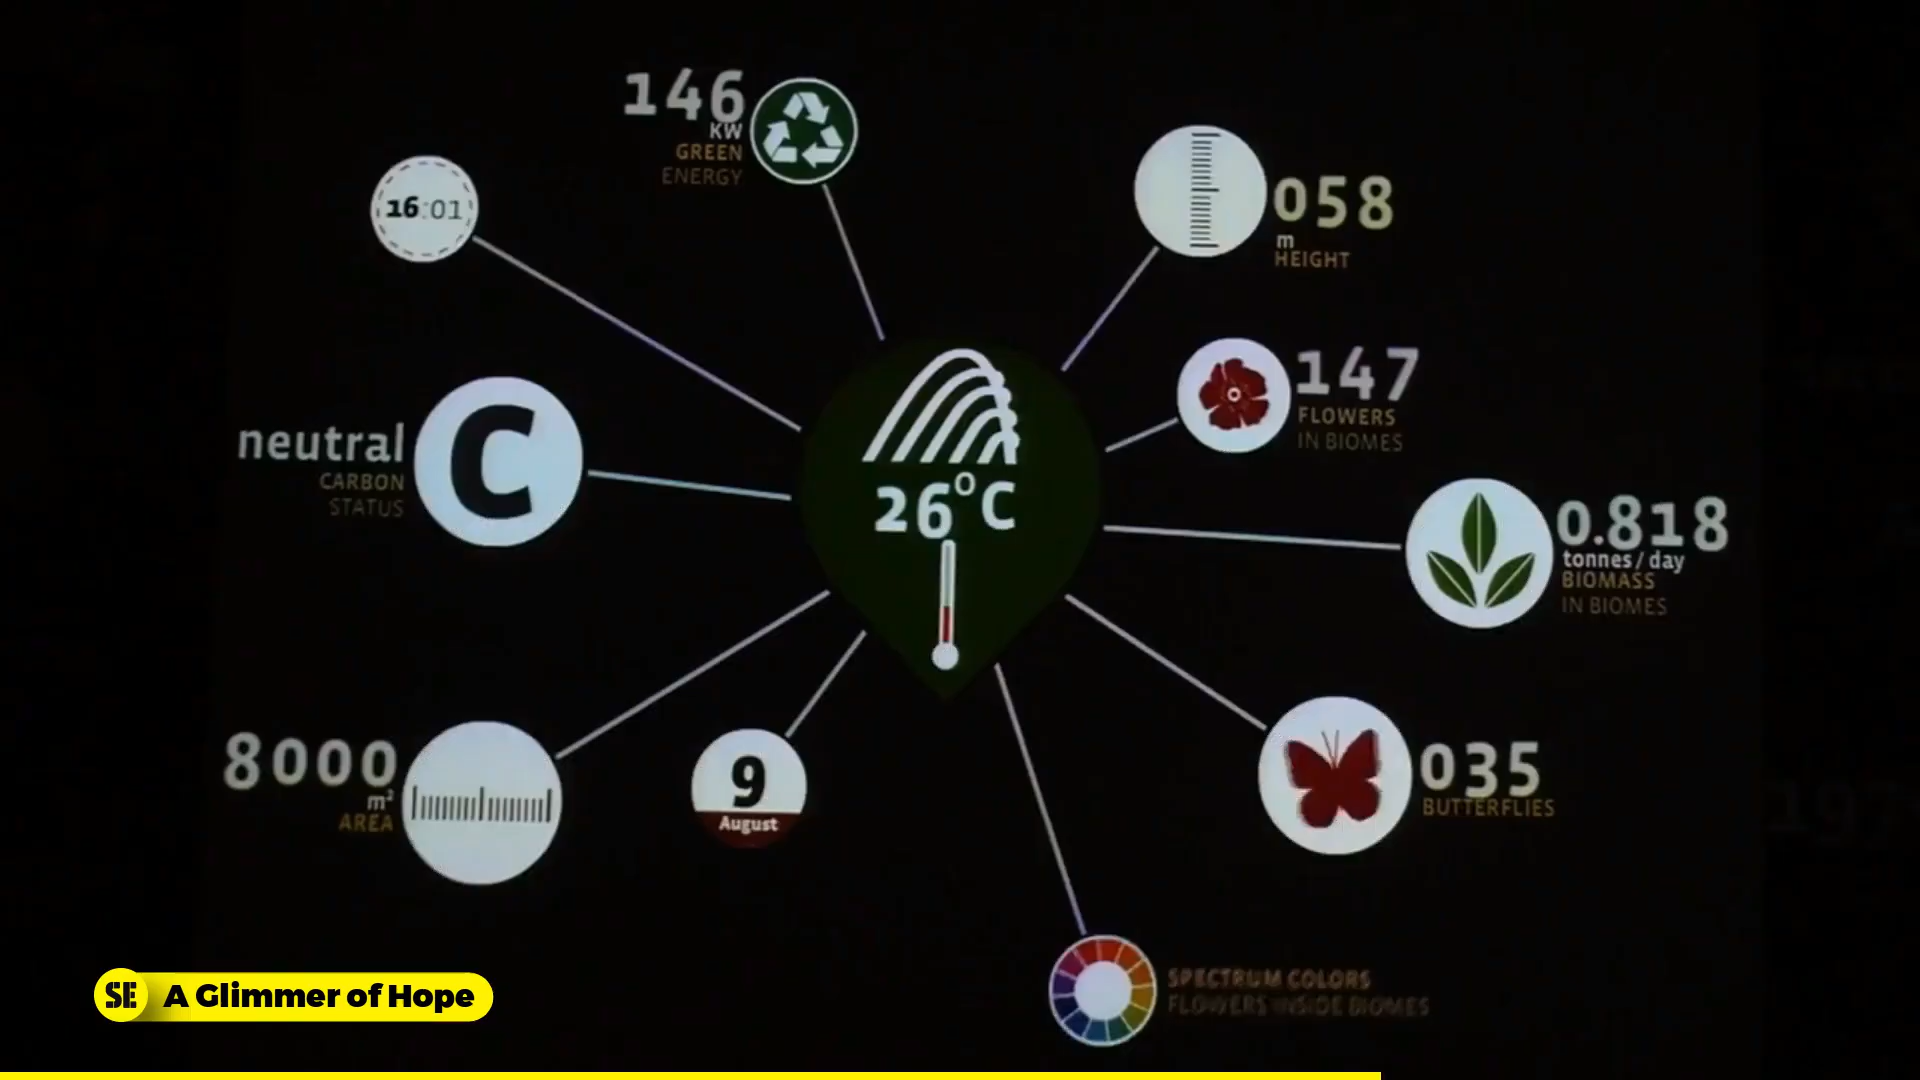 146
KW
GREEN
ENERGY
16:01
058
m
HEIGHT
147
FLOWERS
IN BIOMES
neutral
CARBON
STATUS
C
26°C
0.818
tonnes/day
BIOMASS
IN BIOMES
8000
m²
AREA
9
August
035
BUTTERFLIES
SPECTRUM COLORS
FLOWERS INSIDE BIOMES
SE A Glimmer of Hope